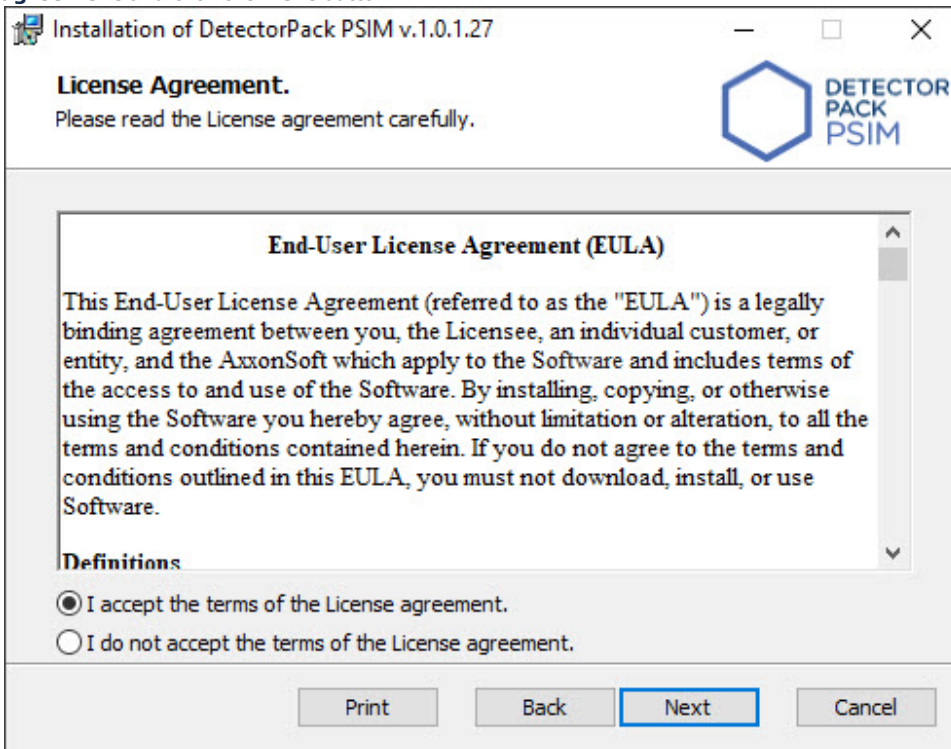 Installation of DetectorPack PSIM v.1.0.1.27
License Agreement.
Please read the License agreement carefully.
DETECTOR
PACK
PSIM
End-User License Agreement (EULA)
This End-User License Agreement (referred to as the "EULA") is a legally
binding agreement between you, the Licensee, an individual customer, or
entity, and the AxxonSoft which apply to the Software and includes terms of
the access to and use of the Software. By installing, copying, or otherwise
using the Software you hereby agree, without limitation or alteration, to all the
terms and conditions contained herein. If you do not agree to the terms and
conditions outlined in this EULA, you must not download, install, or use
Software.
Definitions
I accept the terms of the License agreement.
I do not accept the terms of the License agreement.
Print
Back
Next
Cancel